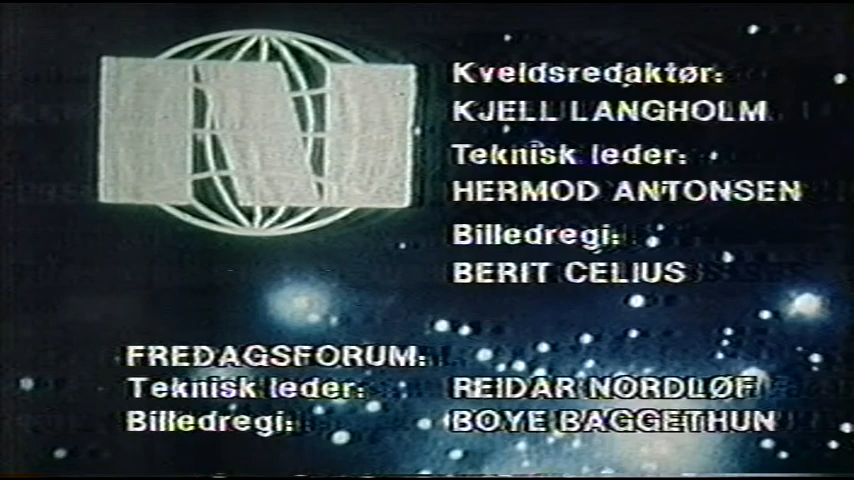 Kveldsredaktør:
KJELL LANGHOLM
Teknisk leder:
HERMOD ANTONSEN
Billedregi:
BERIT CELIUS
FREDAGSFORUM:
Teknisk leder: REIDAR NORDLØF
Billedregi: BOYE BAGGETHUN